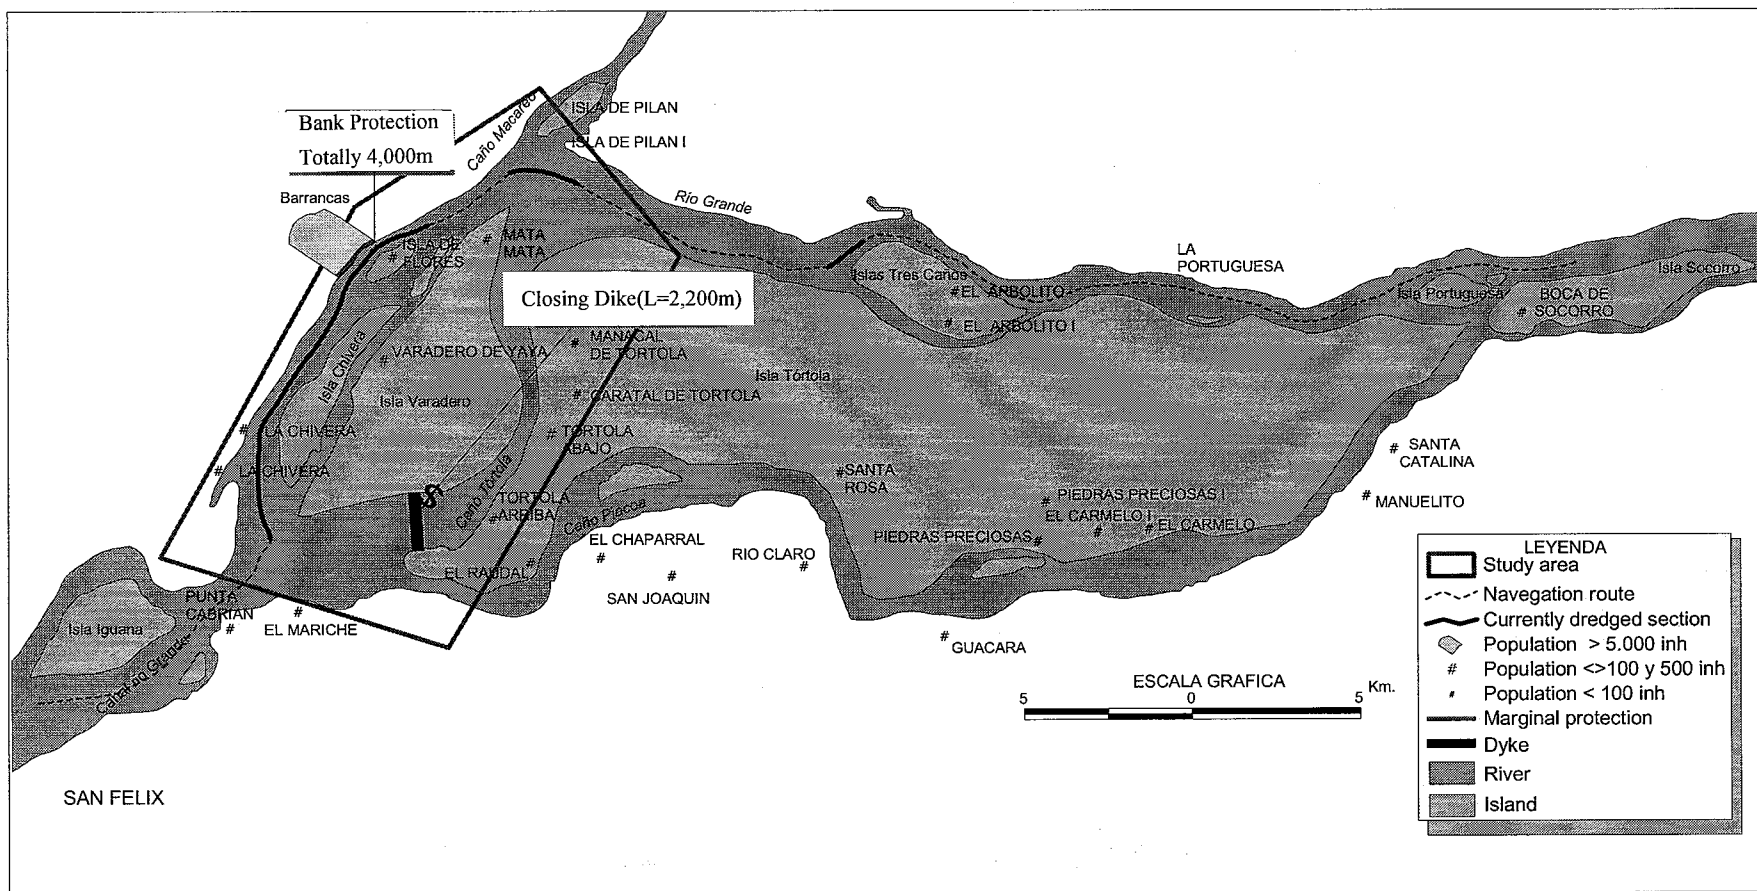 ISLA DE PILAN
Caño Macareo
ISLA DE PILAN I
Bank Protection
Totally 4,000m
Barrancas
Río Grande
MATA
MATA
ISLA DE
FLORES
LA
PORTUGUESA
Islas Tres Caños
EL ARBOLITO
EL ARBOLITO I
Isla Socorro
Isla Portuguesa
BOCA DE
SOCORRO
Closing Dike(L=2,200m)
MANACAL
DE TORTOLA
VARADERO DE YAYA
Isla Chivera
Isla Tórtola
CARATAL DE TORTOLA
Isla Varadero
LA CHIVERA
TORTOLA
ABAJO
LA CHIVERA
Caño Tórtola
SANTA
ROSA
SANTA
CATALINA
MANUELITO
TORTOLA
ARRIBA
Caño Piacoa
PIEDRAS PRECIOSAS I
EL CARMELO I
EL CARMELO
PIEDRAS PRECIOSAS
EL CHAPARRAL
RIO CLARO
EL RAUDAL
SAN JOAQUIN
PUNTA
CABRIAN
EL MARICHE
Isla Iguana
GUACARA
SAN FELIX
ESCALA GRAFICA
5 0 5 Km.
LEYENDA
Study area
Navegation route
Currently dredged section
Population > 5.000 inh
Population <>100 y 500 inh
Population < 100 inh
Marginal protection
Dyke
River
Island